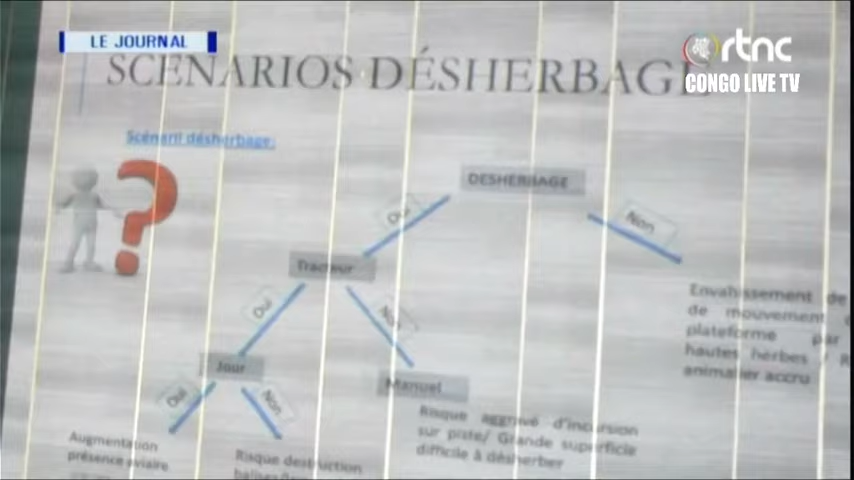 LE JOURNAL
rtnc
CONGO LIVE TV
SCÉNARIOS DÉSHERBAGE
Scénarii désherbage:
DESHERBAGE
Oui
Non
Tracteur
Oui
Non
Jour
Manuel
Oui
Non
Envahissement de
de mouvement
plateforme par
hautes herbes / R
animalier accru
Risque aggravé d'incursion
sur piste/ Grande superficie
difficile à désherber
Augmentation
présence aviaire
Risque destruction